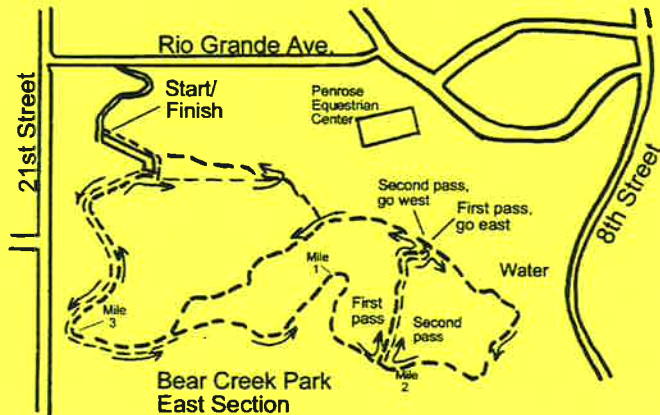 Rio Grande Ave.
21st Street
Start/
Finish
Penrose
Equestrian
Center
8th Street
Second pass,
go west
First pass,
go east
Water
Mile
1
First
pass
Second
pass
Mile
3
Mile
2
Bear Creek Park
East Section